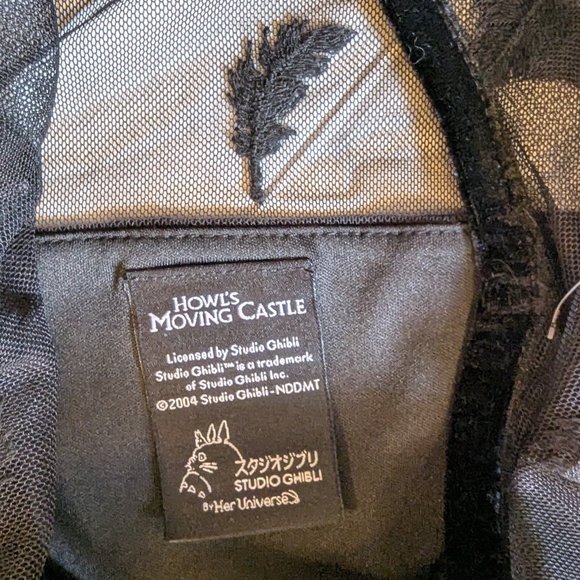 HOWL'S
MOVING CASTLE
Licensed by Studio Ghibli
Studio Ghibli™ is a trademark
of Studio Ghibli Inc.
©2004 Studio Ghibli-NDDMT
スタジオジブリ
STUDIO GHIBLI
BY Her Universe